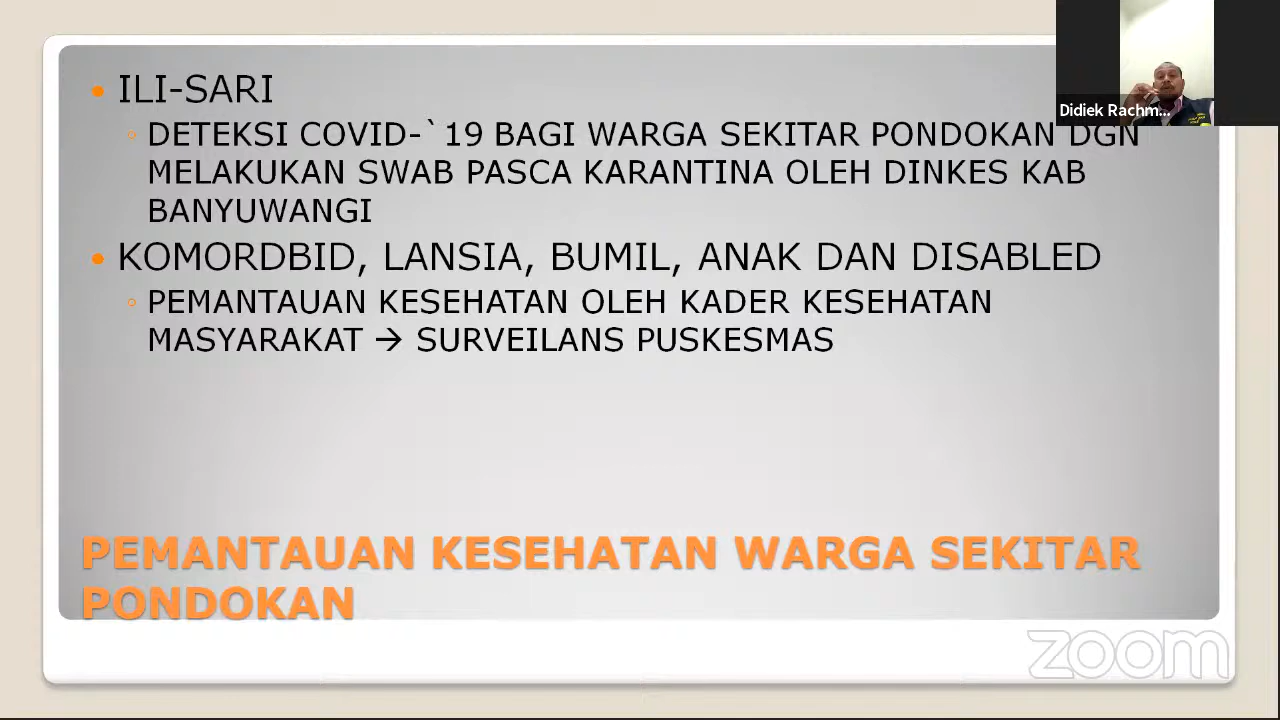 ILI-SARI
DETEKSI COVID-`19 BAGI WARGA SEKITAR PONDOKAN DGN
MELAKUKAN SWAB PASCA KARANTINA OLEH DINKES KAB
BANYUWANGI
KOMORDBID, LANSIA, BUMIL, ANAK DAN DISABLED
PEMANTAUAN KESEHATAN OLEH KADER KESEHATAN
MASYARAKAT → SURVEILANS PUSKESMAS
PEMANTAUAN KESEHATAN WARGA SEKITAR
PONDOKAN
Didiek Rachm...
zoom